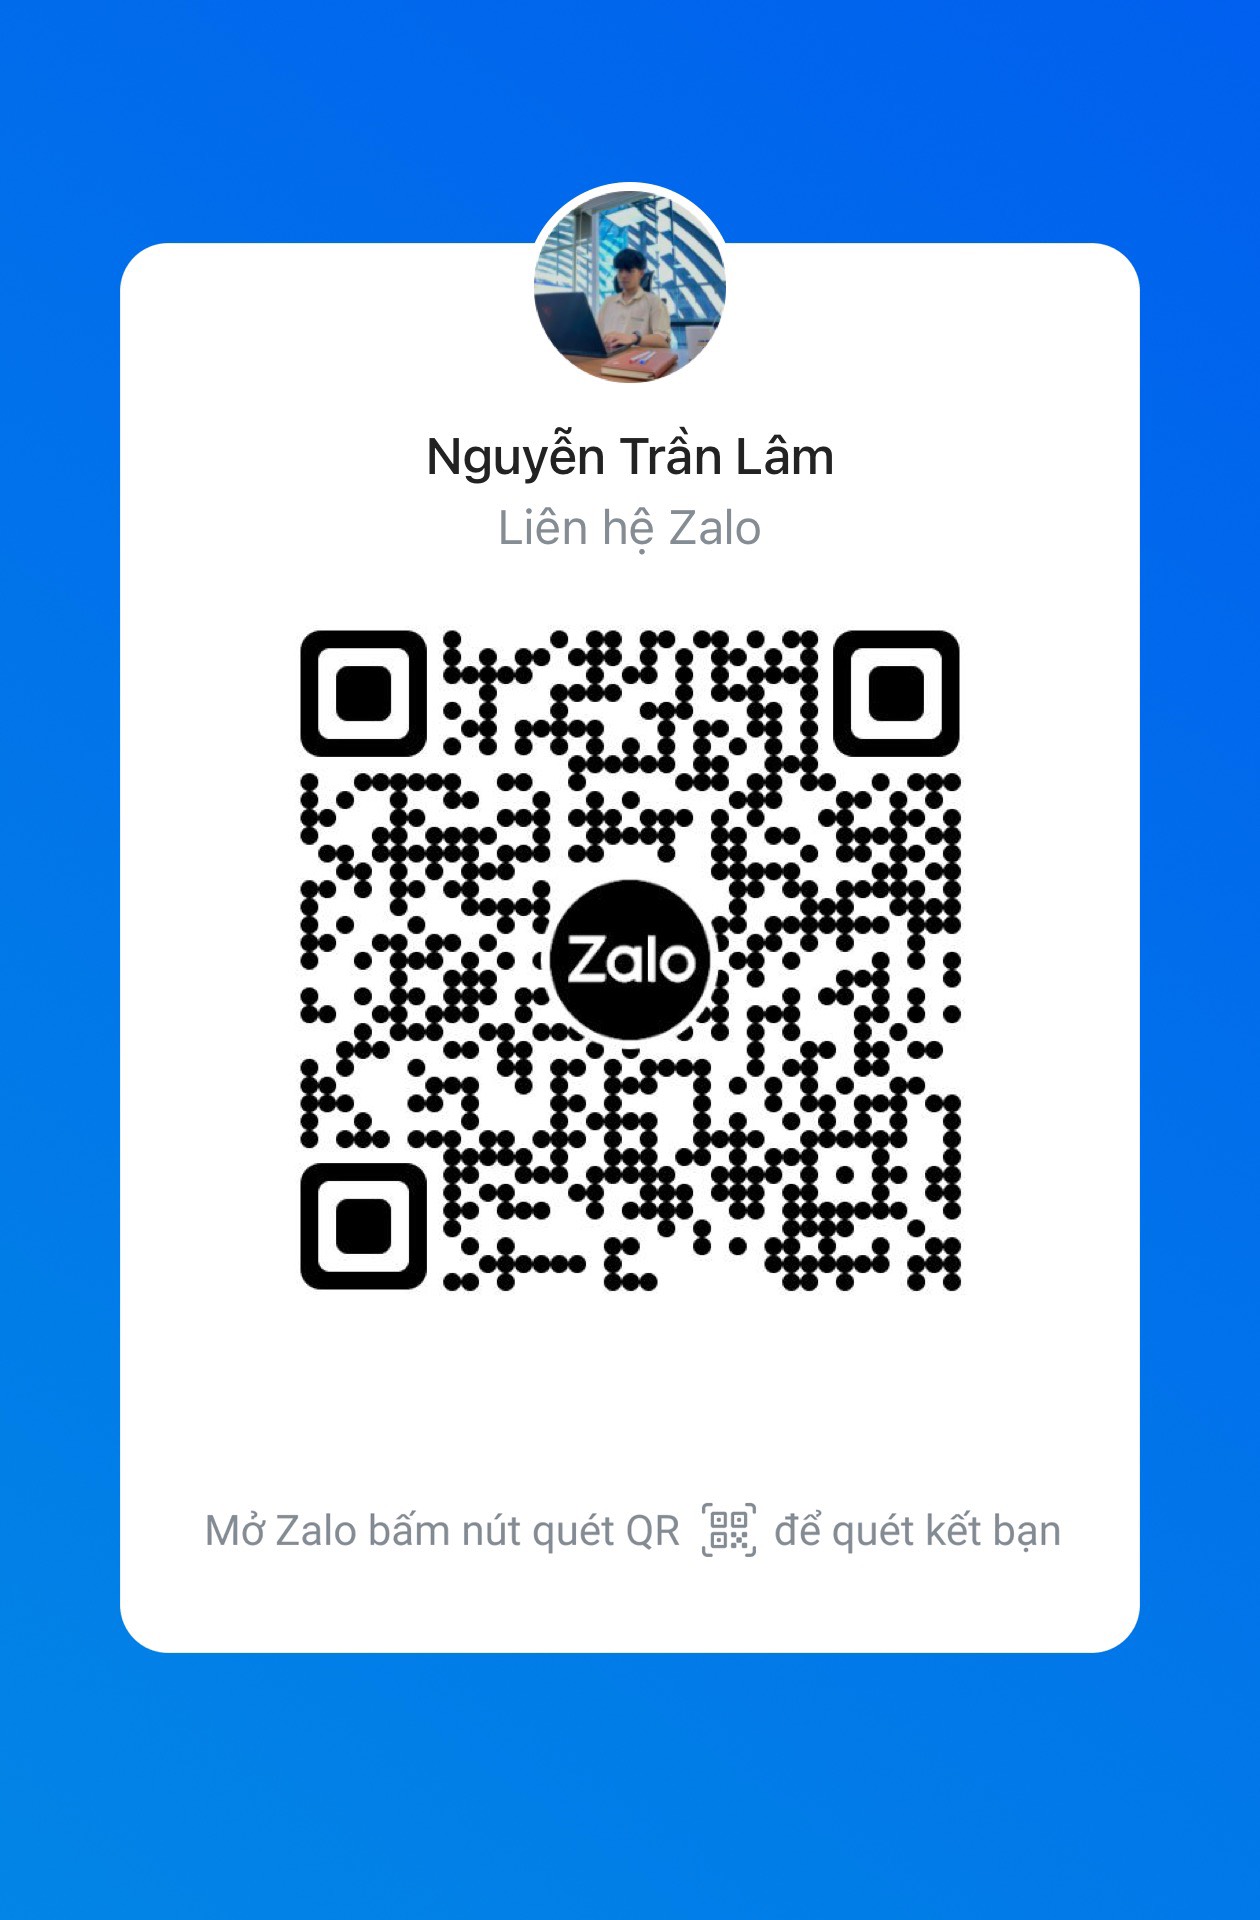 Nguyễn Trần Lâm
Liên hệ Zalo
Zalo
Mở Zalo bấm nút quét QR để quét kết bạn